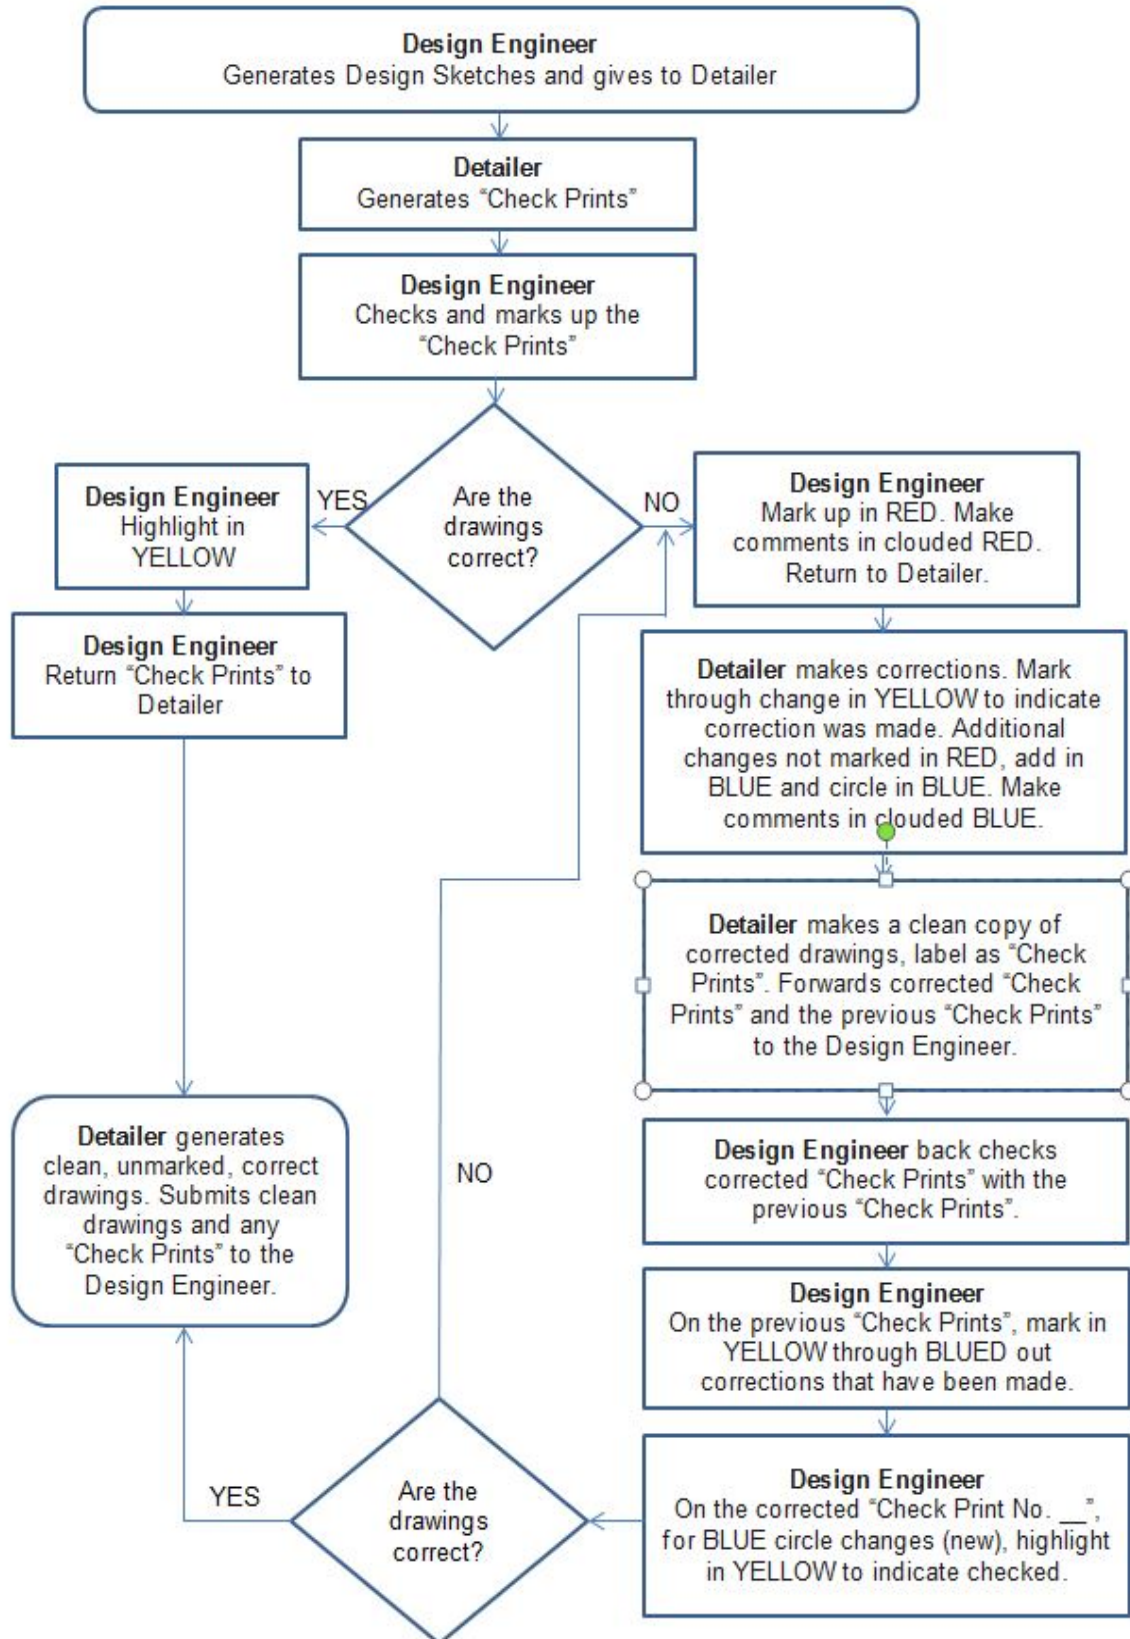 Design Engineer
Generates Design Sketches and gives to Detailer
Detailer
Generates “Check Prints”
Design Engineer
Checks and marks up the
“Check Prints”
Are the
drawings
correct?
YES
NO
Design Engineer
Highlight in
YELLOW
Design Engineer
Return “Check Prints” to
Detailer
Design Engineer
Mark up in RED. Make
comments in clouded RED.
Return to Detailer.
Detailer makes corrections. Mark
through change in YELLOW to indicate
correction was made. Additional
changes not marked in RED, add in
BLUE and circle in BLUE. Make
comments in clouded BLUE.
Detailer makes a clean copy of
corrected drawings, label as “Check
Prints”. Forwards corrected “Check
Prints” and the previous “Check Prints”
to the Design Engineer.
Design Engineer back checks
corrected “Check Prints” with the
previous “Check Prints”.
Design Engineer
On the previous “Check Prints”, mark in
YELLOW through BLUED out
corrections that have been made.
Design Engineer
On the corrected “Check Print No. __”,
for BLUE circle changes (new), highlight
in YELLOW to indicate checked.
Are the
drawings
correct?
NO
YES
Detailer generates
clean, unmarked, correct
drawings. Submits clean
drawings and any
“Check Prints” to the
Design Engineer.